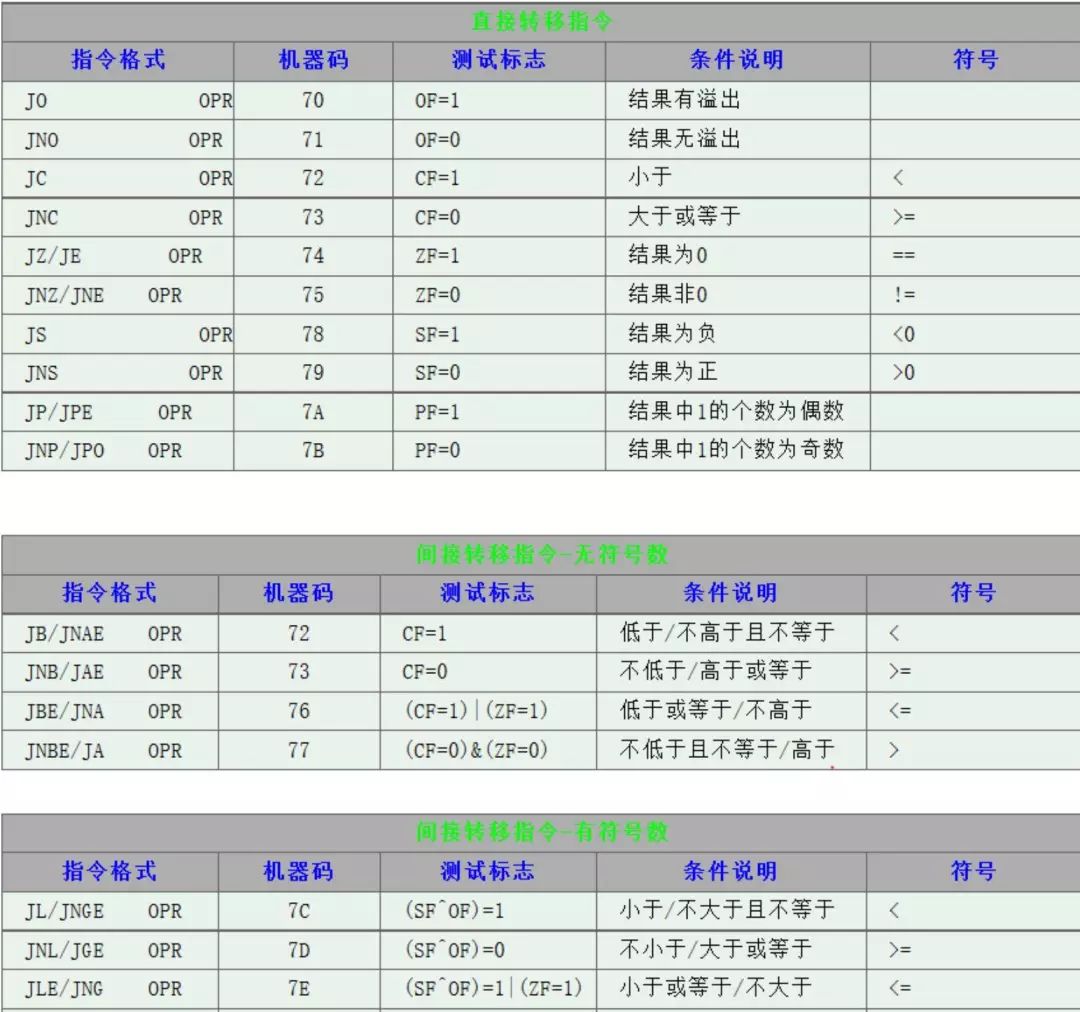 直接转移指令
指令格式 机器码 测试标志 条件说明 符号
JO OPR 70 OF=1 结果有溢出
JNO OPR 71 OF=0 结果无溢出
JC OPR 72 CF=1 小于 <
JNC OPR 73 CF=0 大于或等于 >=
JZ/JE OPR 74 ZF=1 结果为0 ==
JNZ/JNE OPR 75 ZF=0 结果非0 !=
JS OPR 78 SF=1 结果为负 <0
JNS OPR 79 SF=0 结果为正 >0
JP/JPE OPR 7A PF=1 结果中1的个数为偶数
JNP/JPO OPR 7B PF=0 结果中1的个数为奇数
间接转移指令-无符号数
指令格式 机器码 测试标志 条件说明 符号
JB/JNAE OPR 72 CF=1 低于/不高于且不等于 <
JNB/JAE OPR 73 CF=0 不低于/高于或等于 >=
JBE/JNA OPR 76 (CF=1)|(ZF=1) 低于或等于/不高于 <=
JNBE/JA OPR 77 (CF=0)&(ZF=0) 不低于且不等于/高于 >
间接转移指令-有符号数
指令格式 机器码 测试标志 条件说明 符号
JL/JNGE OPR 7C (SF^OF)=1 小于/不大于且不等于 <
JNL/JGE OPR 7D (SF^OF)=0 不小于/大于或等于 >=
JLE/JNG OPR 7E (SF^OF)=1|(ZF=1) 小于或等于/不大于 <=